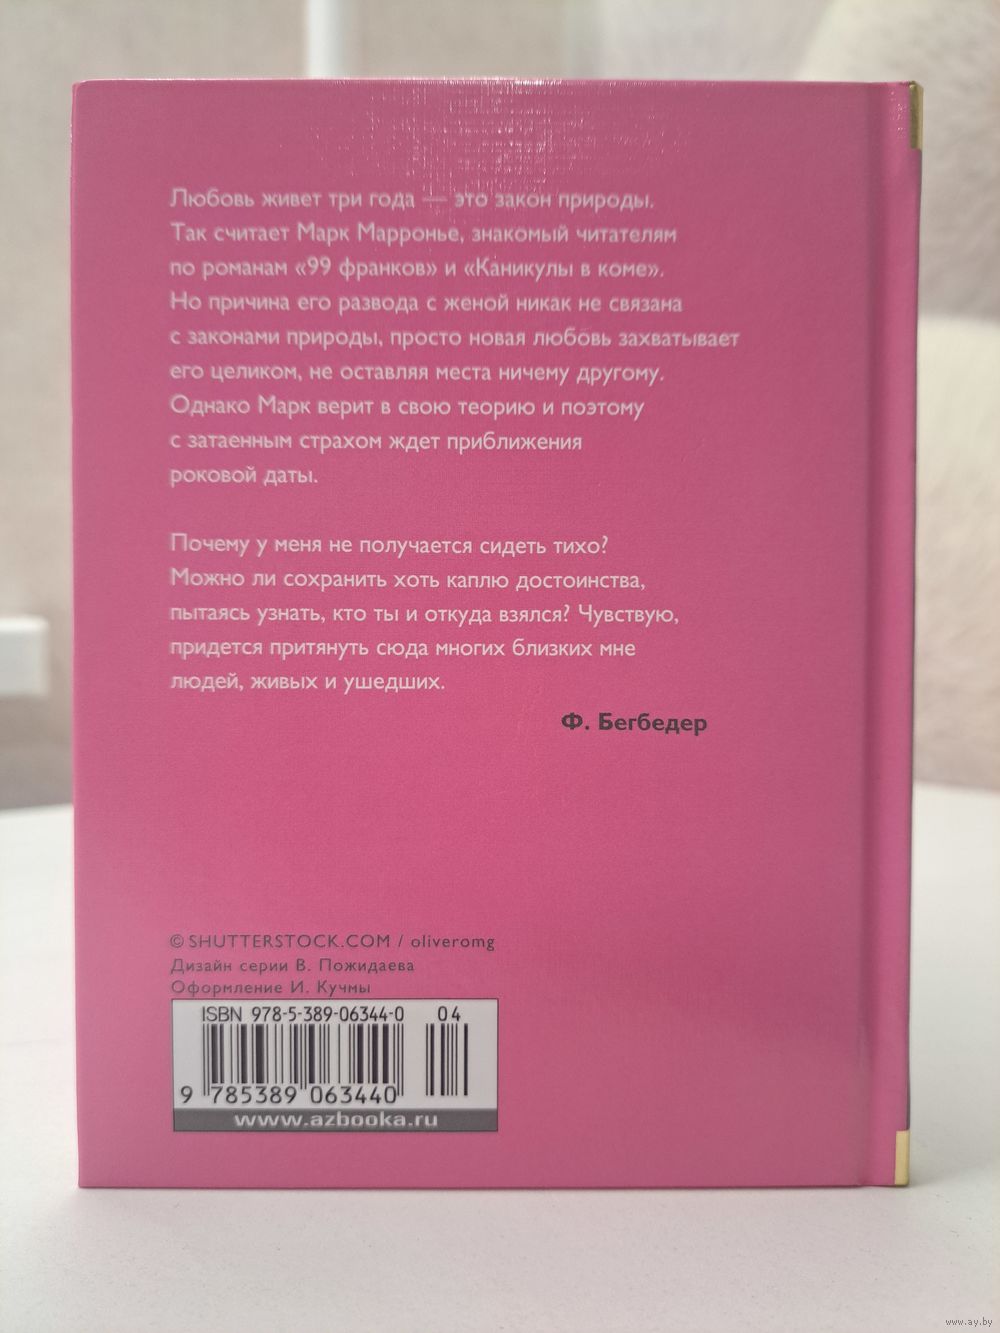 Любовь живет три года — это закон природы.
Так считает Марк Марронье, знакомый читателям
по романам «99 франков» и «Каникулы в коме».
Но причина его развода с женой никак не связана
с законами природы, просто новая любовь захватывает
его целиком, не оставляя места ничему другому.
Однако Марк верит в свою теорию и поэтому
с затаенным страхом ждет приближения
роковой даты.
Почему у меня не получается сидеть тихо?
Можно ли сохранить хоть каплю достоинства,
пытаясь узнать, кто ты и откуда взялся? Чувствую,
придется притянуть сюда многих близких мне
людей, живых и ушедших.
Ф. Бегбедер
© SHUTTERSTOCK.COM / oliveromg
Дизайн серии В. Пожидаева
Оформление И. Кучмы
ISBN 978-5-389-06344-0 04
9 785389 063440
www.azbooka.ru
www.ay.by